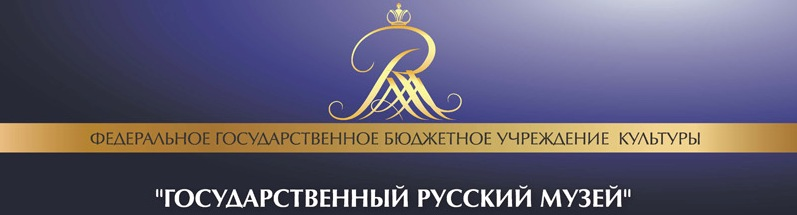 ФЕДЕРАЛЬНОЕ ГОСУДАРСТВЕННОЕ БЮДЖЕТНОЕ УЧРЕЖДЕНИЕ КУЛЬТУРЫ
"ГОСУДАРСТВЕННЫЙ РУССКИЙ МУЗЕЙ"